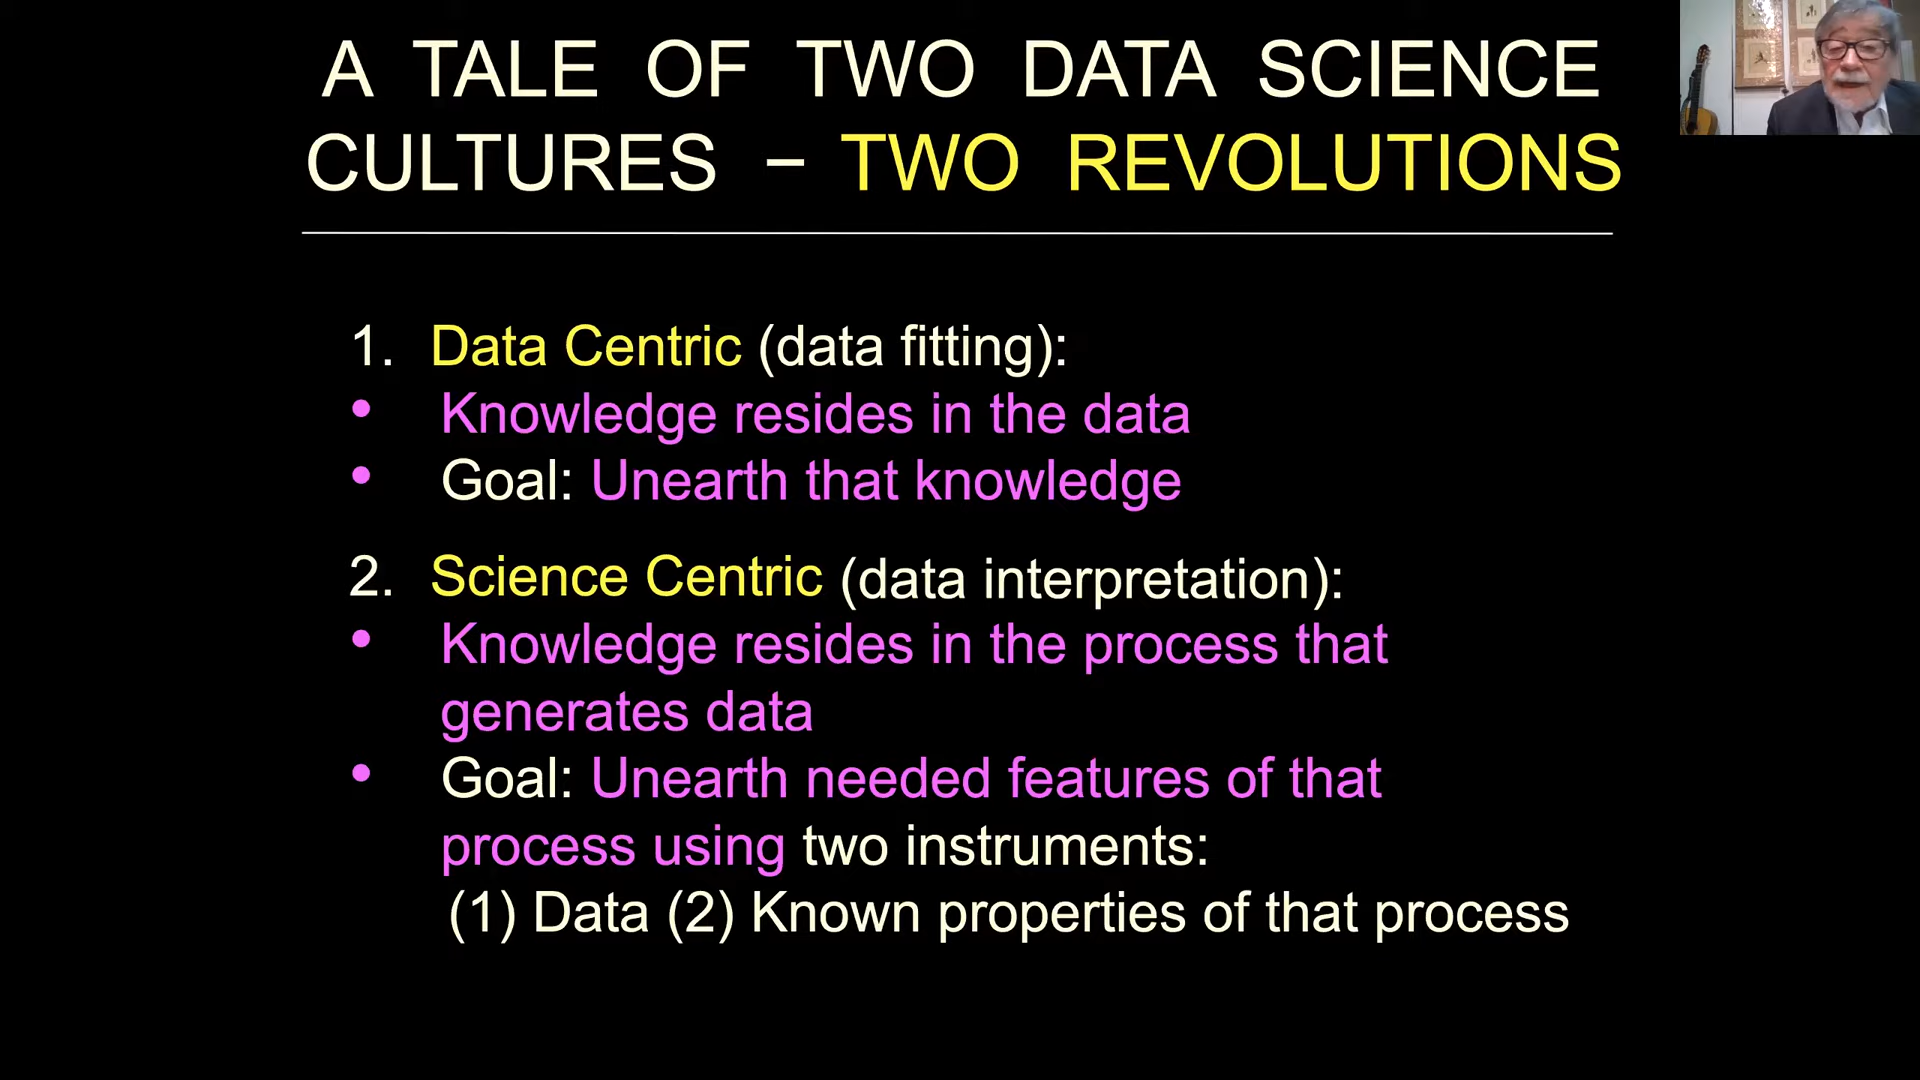 A TALE OF TWO DATA SCIENCE
CULTURES – TWO REVOLUTIONS
1. Data Centric (data fitting):
• Knowledge resides in the data
• Goal: Unearth that knowledge
2. Science Centric (data interpretation):
• Knowledge resides in the process that
generates data
• Goal: Unearth needed features of that
process using two instruments:
(1) Data (2) Known properties of that process